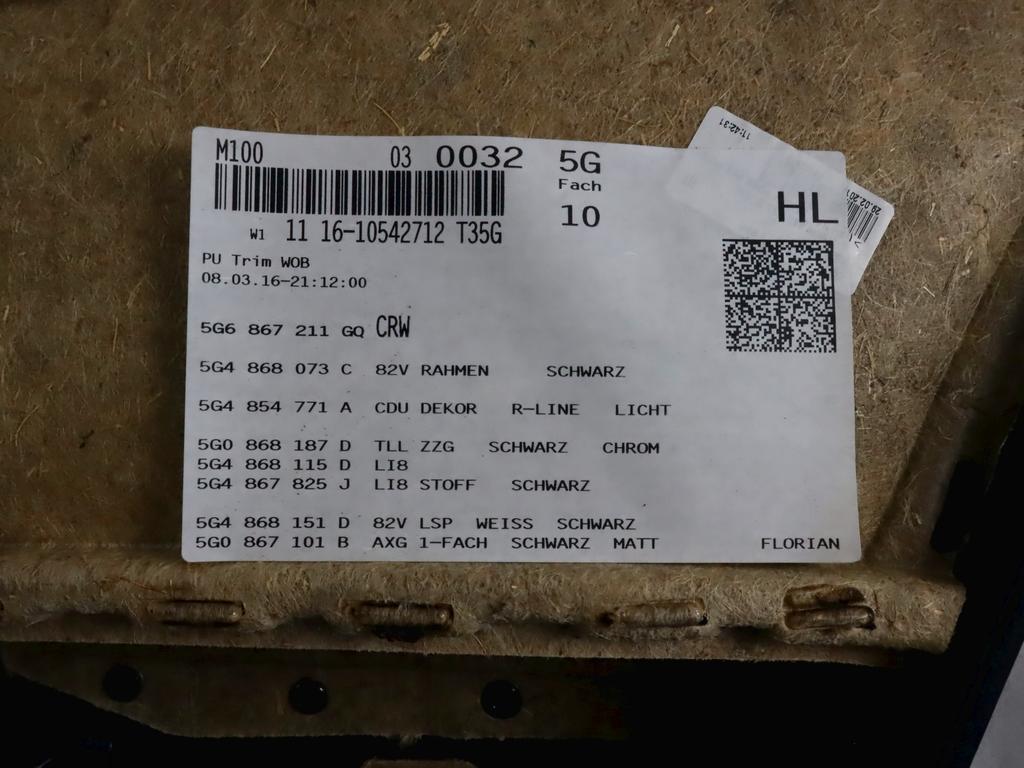 M100 03 0032 5G
Fach
10
HL
W1 11 16-10542712 T35G
PU Trim WOB
08.03.16-21:12:00
5G6 867 211 GQ CRW
5G4 868 073 C 82V RAHMEN SCHWARZ
5G4 854 771 A CDU DEKOR R-LINE LICHT
5G0 868 187 D TLL ZZG SCHWARZ CHROM
5G4 868 115 D LI8
5G4 867 825 J LI8 STOFF SCHWARZ
5G4 868 151 D 82V LSP WEISS SCHWARZ
5G0 867 101 B AXG 1-FACH SCHWARZ MATT FLORIAN
11:42:31